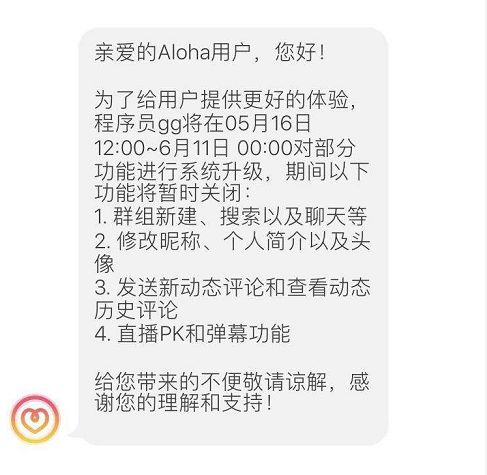 亲爱的Aloha用户，您好！
为了给用户提供更好的体验，
程序员gg将在05月16日
12:00~6月11日 00:00对部分
功能进行系统升级，期间以下
功能将暂时关闭：
1. 群组新建、搜索以及聊天等
2. 修改昵称、个人简介以及头
像
3. 发送新动态评论和查看动态
历史评论
4. 直播PK和弹幕功能
给您带来的不便敬请谅解，感
谢您的理解和支持！